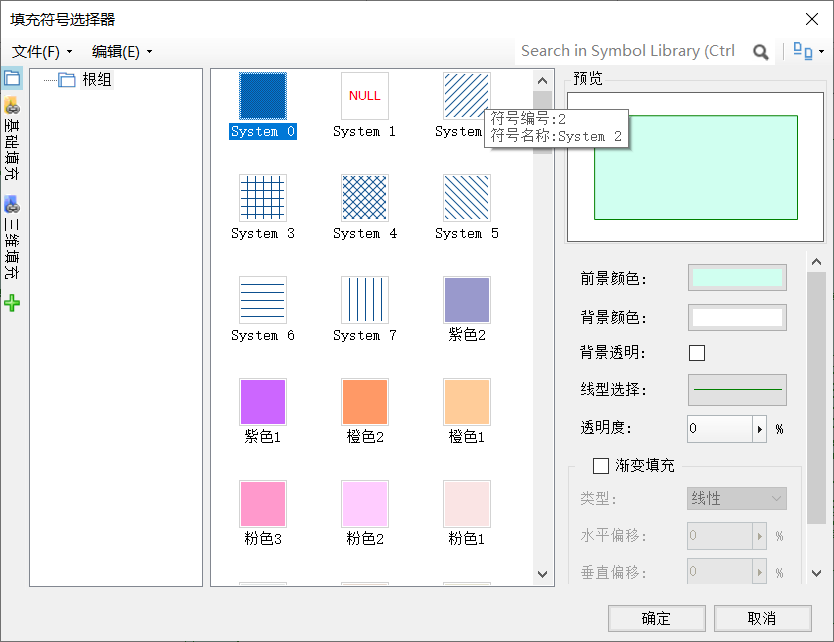 填充符号选择器
文件(F)
编辑(E)
Search in Symbol Library (Ctrl
基础填充
三维填充
根组
NULL
System 0
System 1
System
符号编号:2
符号名称:System 2
System 3
System 4
System 5
System 6
System 7
紫色2
紫色1
橙色2
橙色1
粉色3
粉色2
粉色1
预览
前景颜色:
背景颜色:
背景透明:
线型选择:
透明度:
0
%
渐变填充
类型:
线性
水平偏移:
0
%
垂直偏移:
0
%
确定
取消